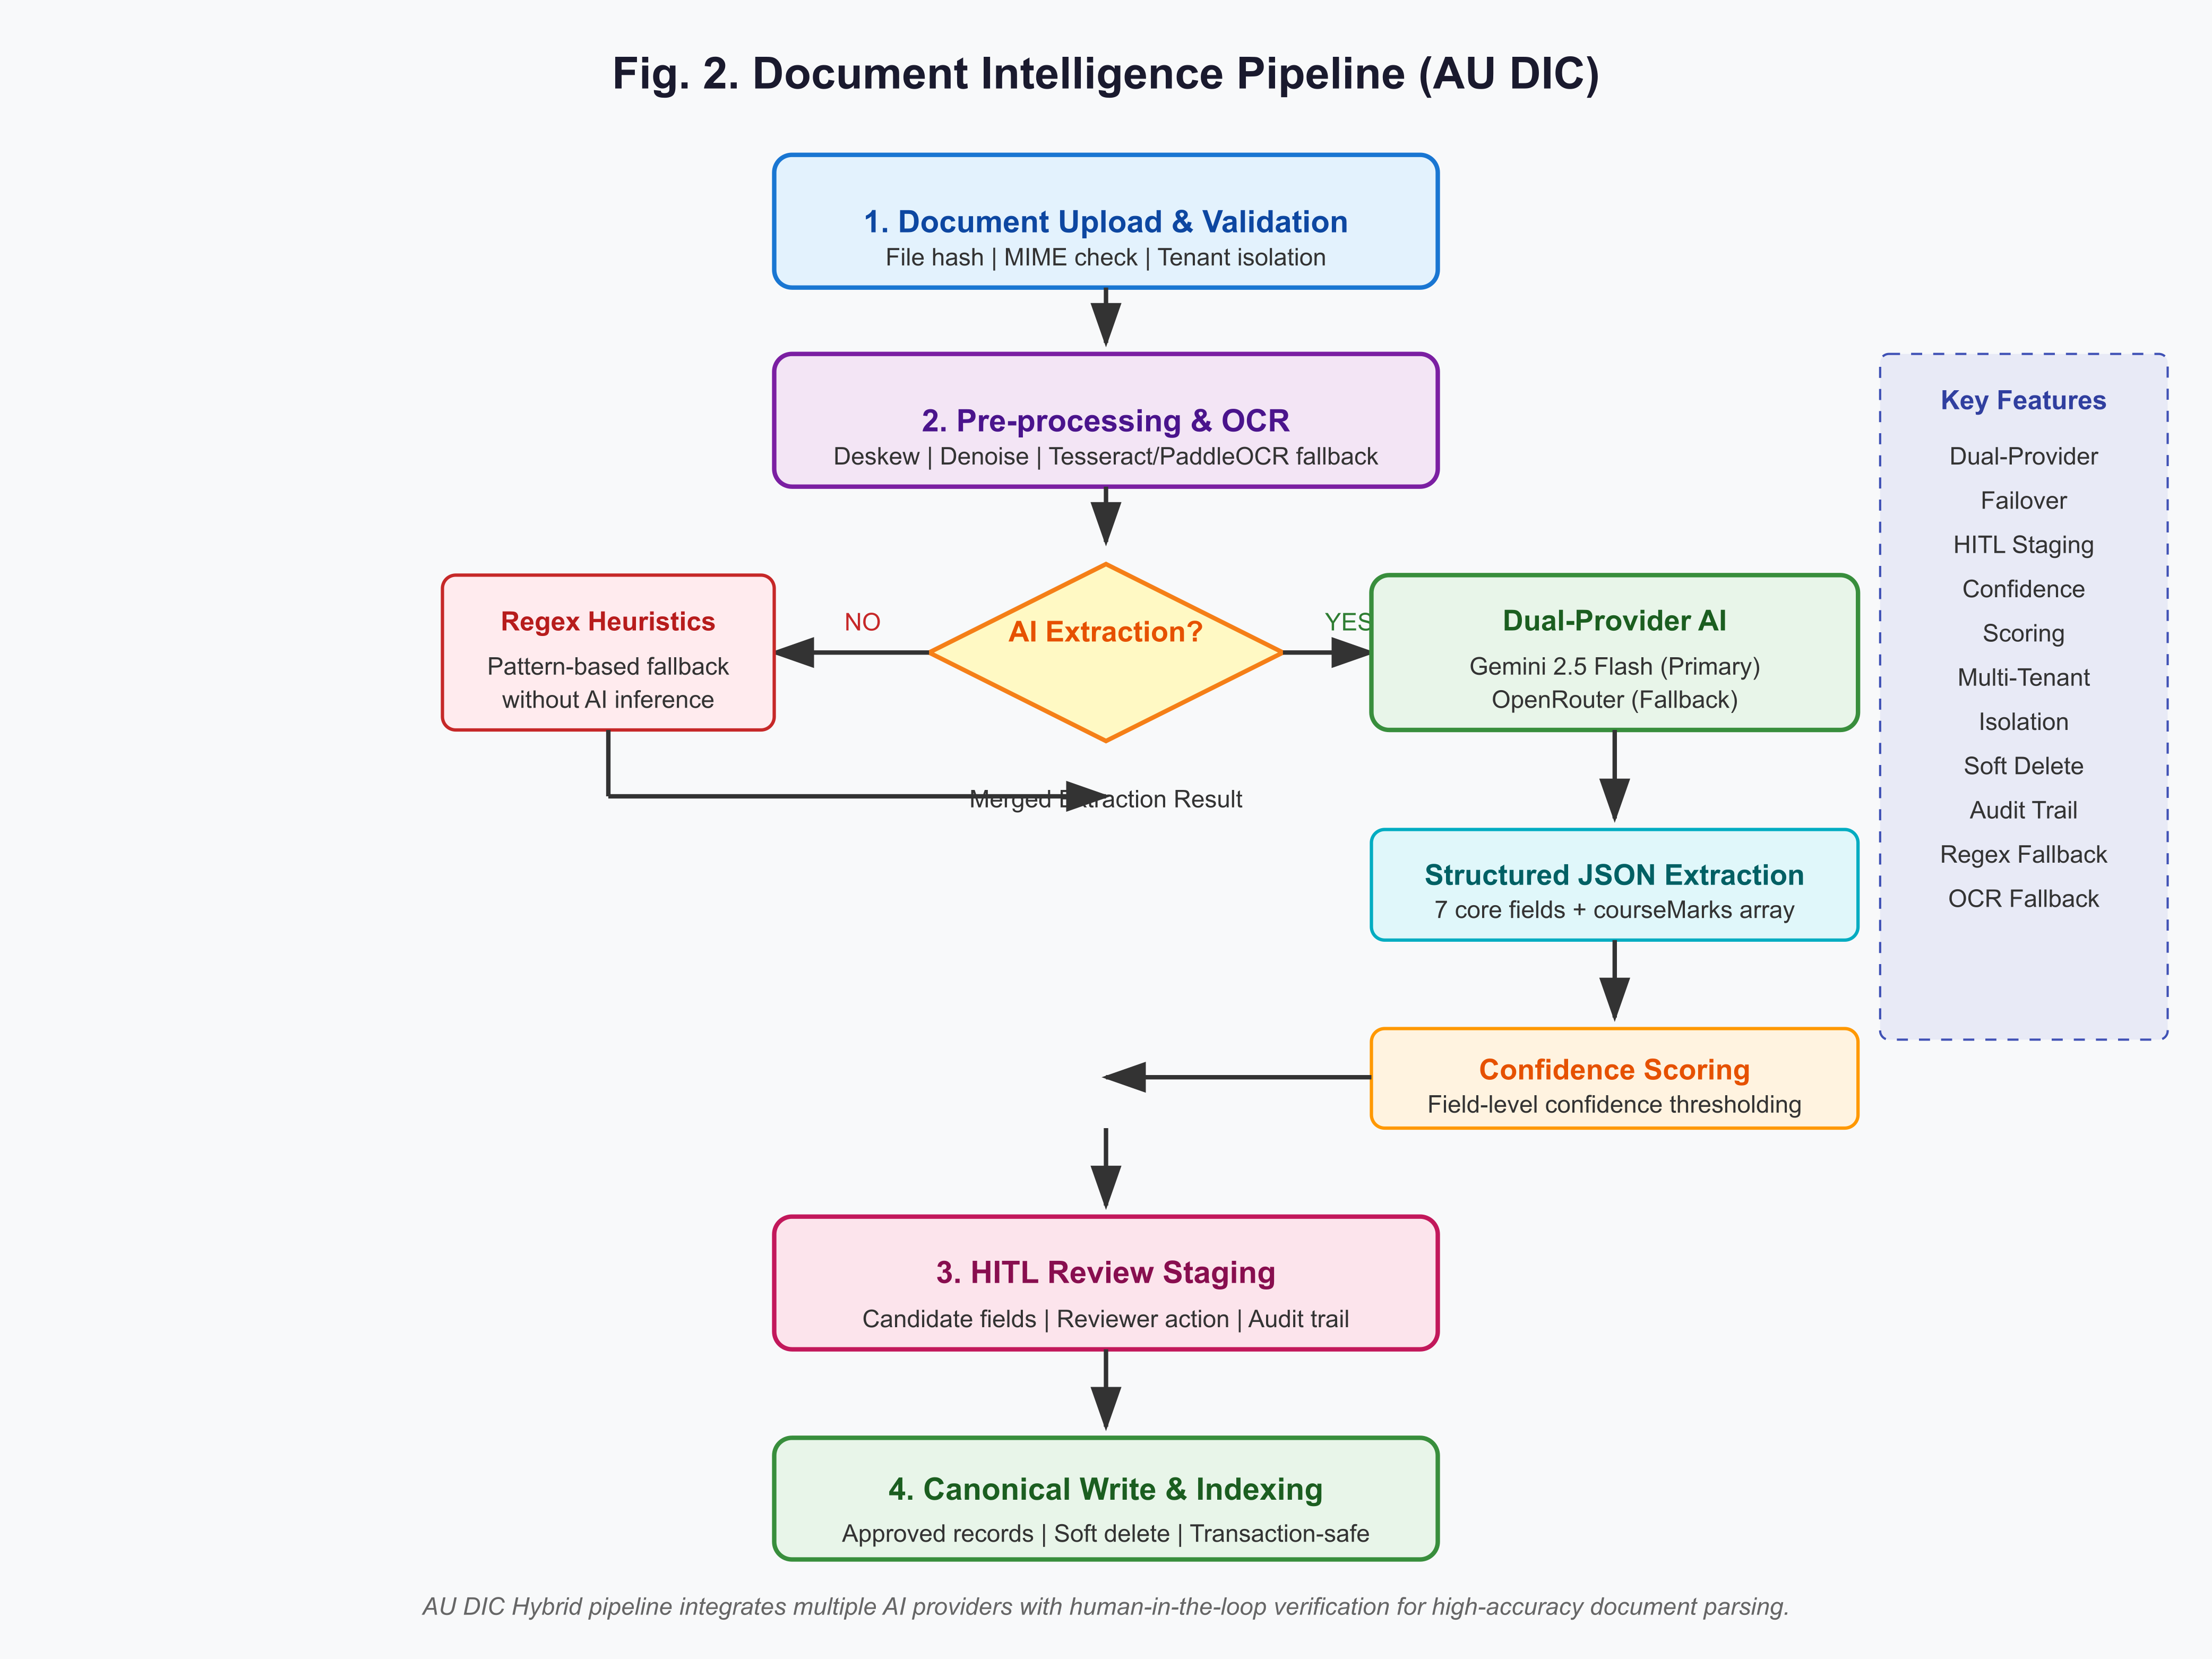 Fig. 2. Document Intelligence Pipeline (AU DIC)
1. Document Upload & Validation
File hash | MIME check | Tenant isolation
2. Pre-processing & OCR
Deskew | Denoise | Tesseract/PaddleOCR fallback
AI Extraction?
NO
YES
Regex Heuristics
Pattern-based fallback
without AI inference
Dual-Provider AI
Gemini 2.5 Flash (Primary)
OpenRouter (Fallback)
Merged Extraction Result
Structured JSON Extraction
7 core fields + courseMarks array
Confidence Scoring
Field-level confidence thresholding
3. HITL Review Staging
Candidate fields | Reviewer action | Audit trail
4. Canonical Write & Indexing
Approved records | Soft delete | Transaction-safe
Key Features
Dual-Provider
Failover
HITL Staging
Confidence
Scoring
Multi-Tenant
Isolation
Soft Delete
Audit Trail
Regex Fallback
OCR Fallback
AU DIC Hybrid pipeline integrates multiple AI providers with human-in-the-loop verification for high-accuracy document parsing.